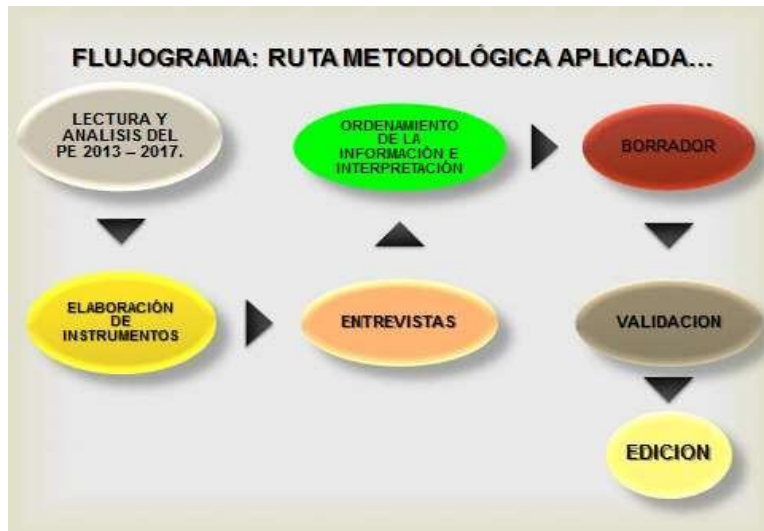 FLUJOGRAMA: RUTA METODOLÓGICA APLICADA...
LECTURA Y
ANALISIS DEL
PE 2013 – 2017.
ELABORACIÓN
DE
INSTRUMENTOS
ENTREVISTAS
ORDENAMIENTO
DE LA
INFORMACIÓN E
INTERPRETACIÓN
BORRADOR
VALIDACION
EDICION